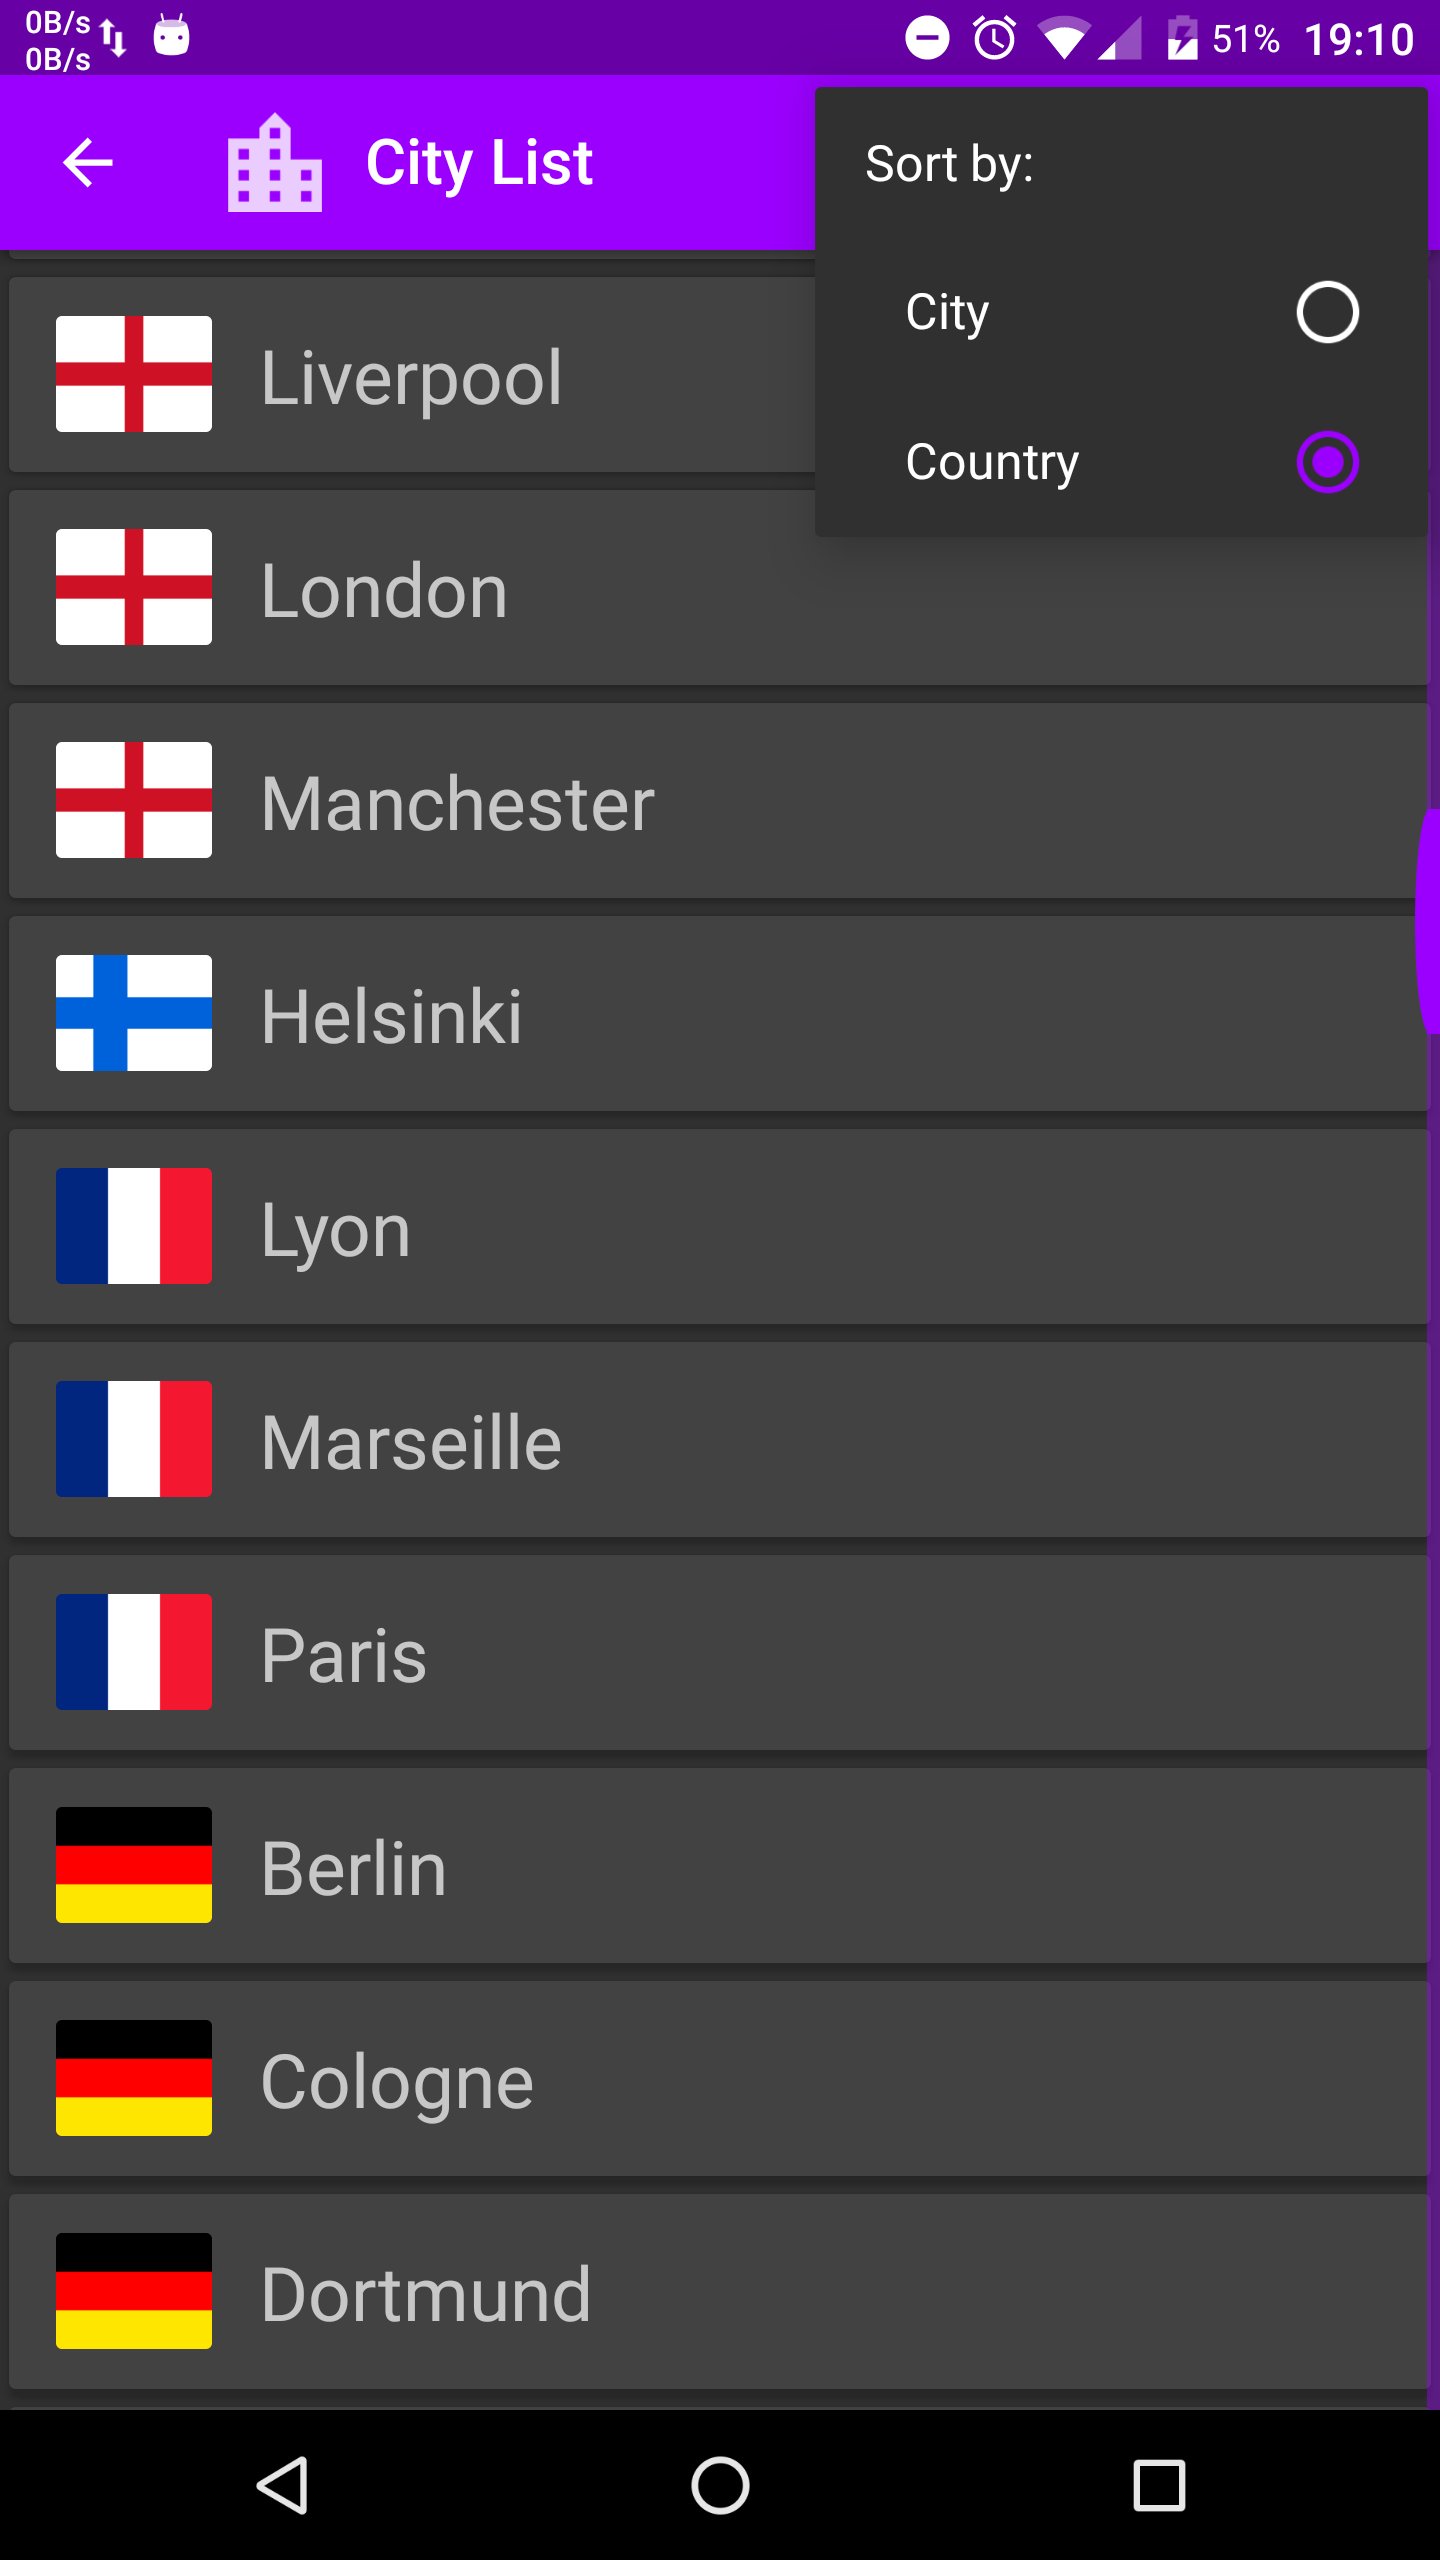 0B/s
0B/s
51% 19:10
City List
Sort by:
City
Country
Liverpool
London
Manchester
Helsinki
Lyon
Marseille
Paris
Berlin
Cologne
Dortmund